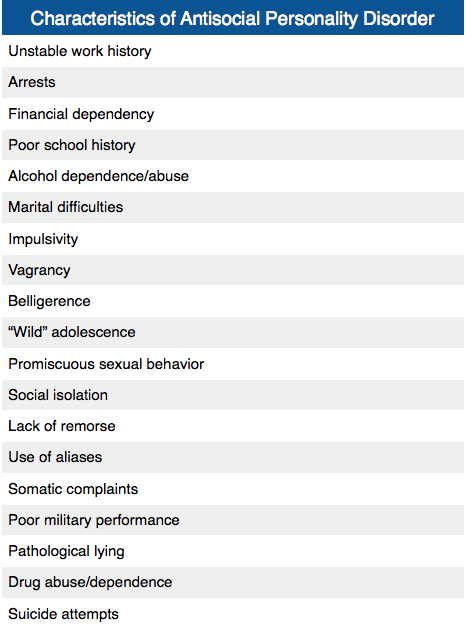 Characteristics of Antisocial Personality Disorder
Unstable work history
Arrests
Financial dependency
Poor school history
Alcohol dependence/abuse
Marital difficulties
Impulsivity
Vagrancy
Belligerence
“Wild” adolescence
Promiscuous sexual behavior
Social isolation
Lack of remorse
Use of aliases
Somatic complaints
Poor military performance
Pathological lying
Drug abuse/dependence
Suicide attempts